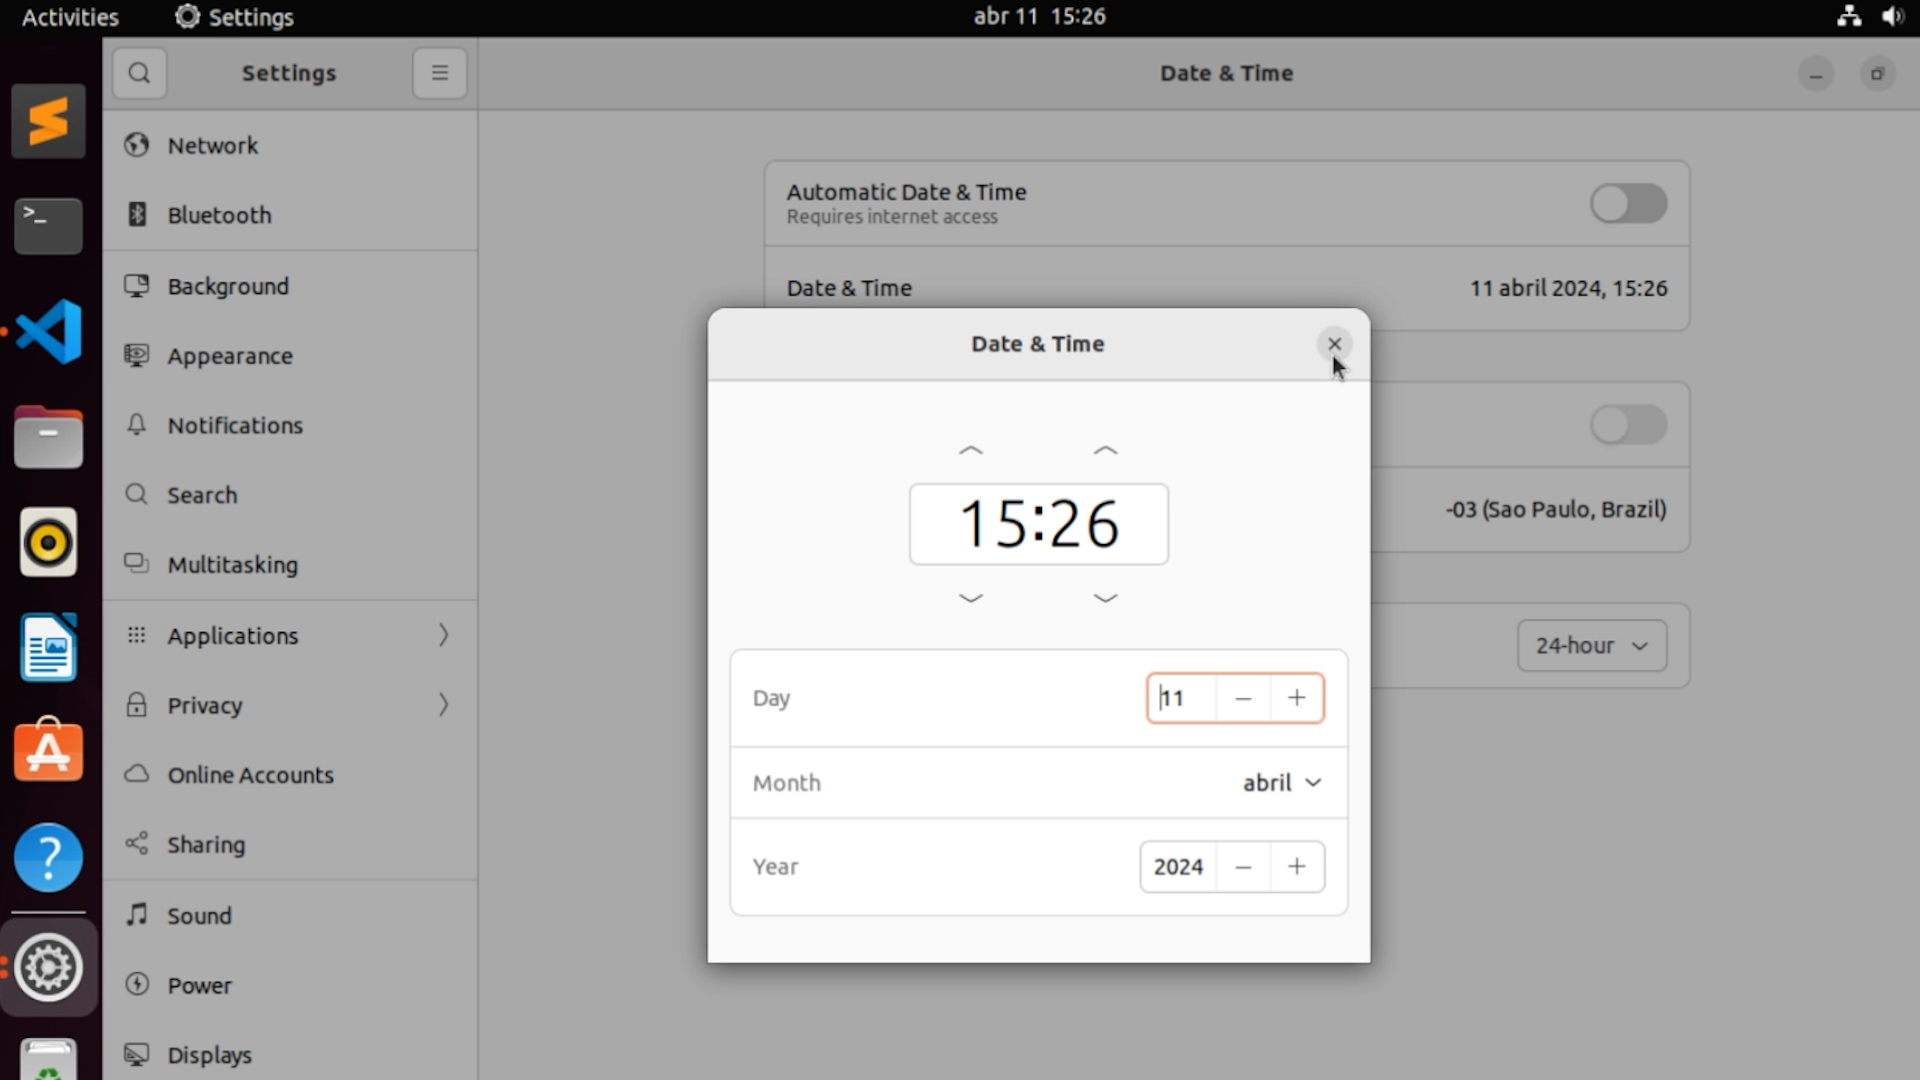 Activities
Settings
abr 11 15:26
Settings
Date & Time
Network
Bluetooth
Background
Appearance
Notifications
Search
Multitasking
Applications
Privacy
Online Accounts
Sharing
Sound
Power
Displays
Automatic Date & Time
Requires internet access
Date & Time
11 abril 2024, 15:26
-03 (Sao Paulo, Brazil)
24-hour
Date & Time
15:26
Day
11
Month
abril
Year
2024